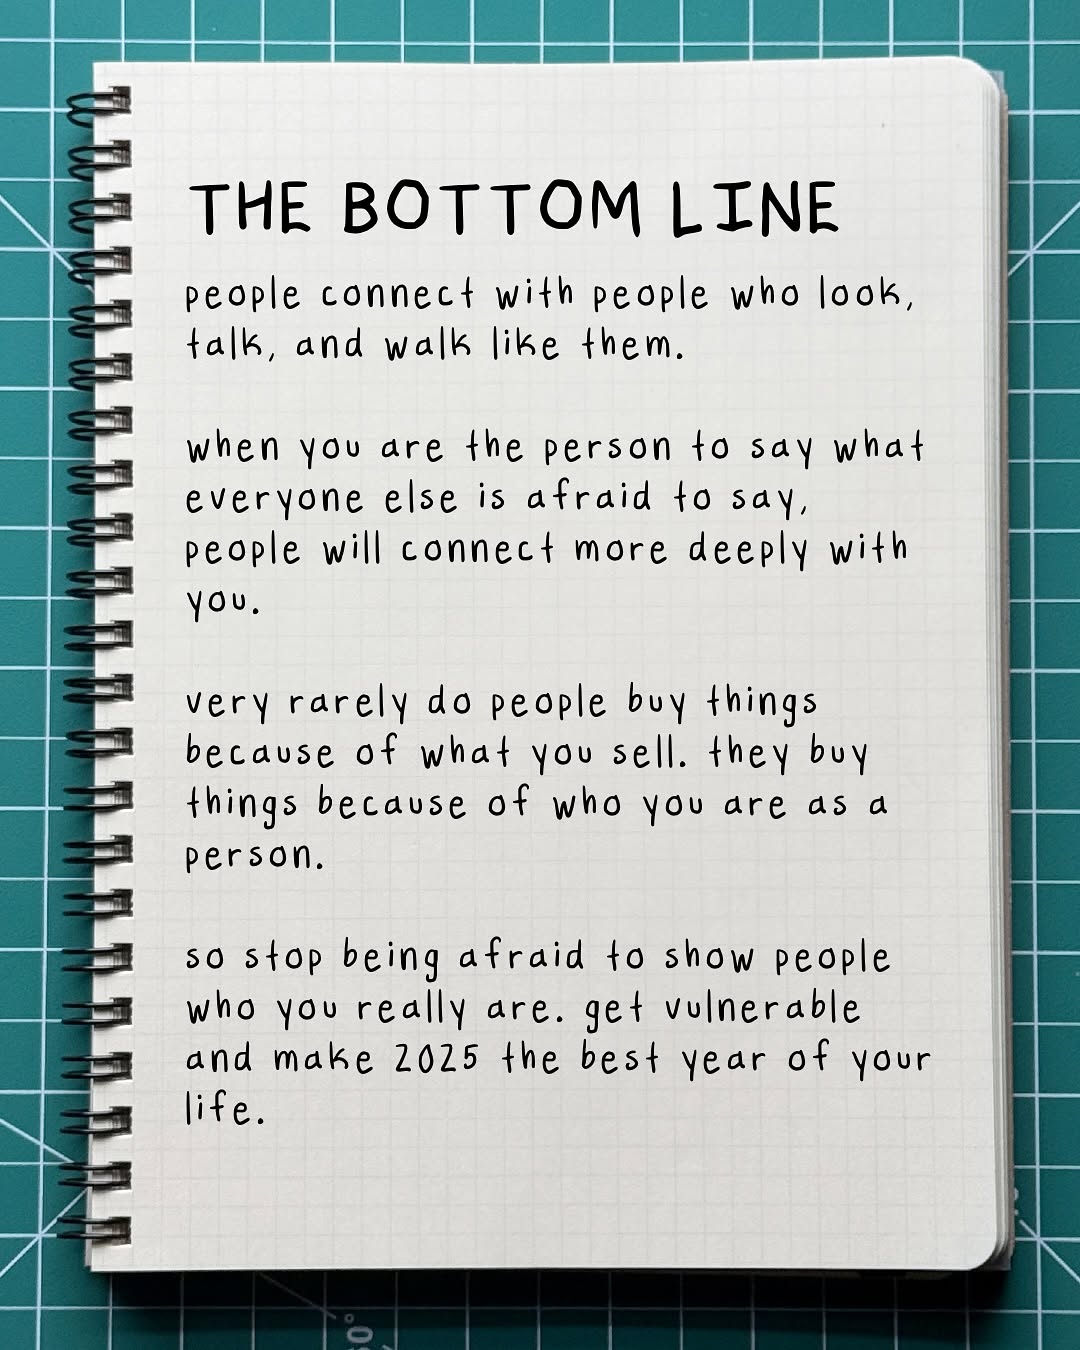 THE BOTTOM LINE
people connect with people who look,
talk, and walk like them.
when you are the person to say what
everyone else is afraid to say,
people will connect more deeply with
you.
very rarely do people buy things
because of what you sell. they buy
things because of who you are as a
person.
so stop being afraid to show people
who you really are. get vulnerable
and make 2025 the best year of your
life.